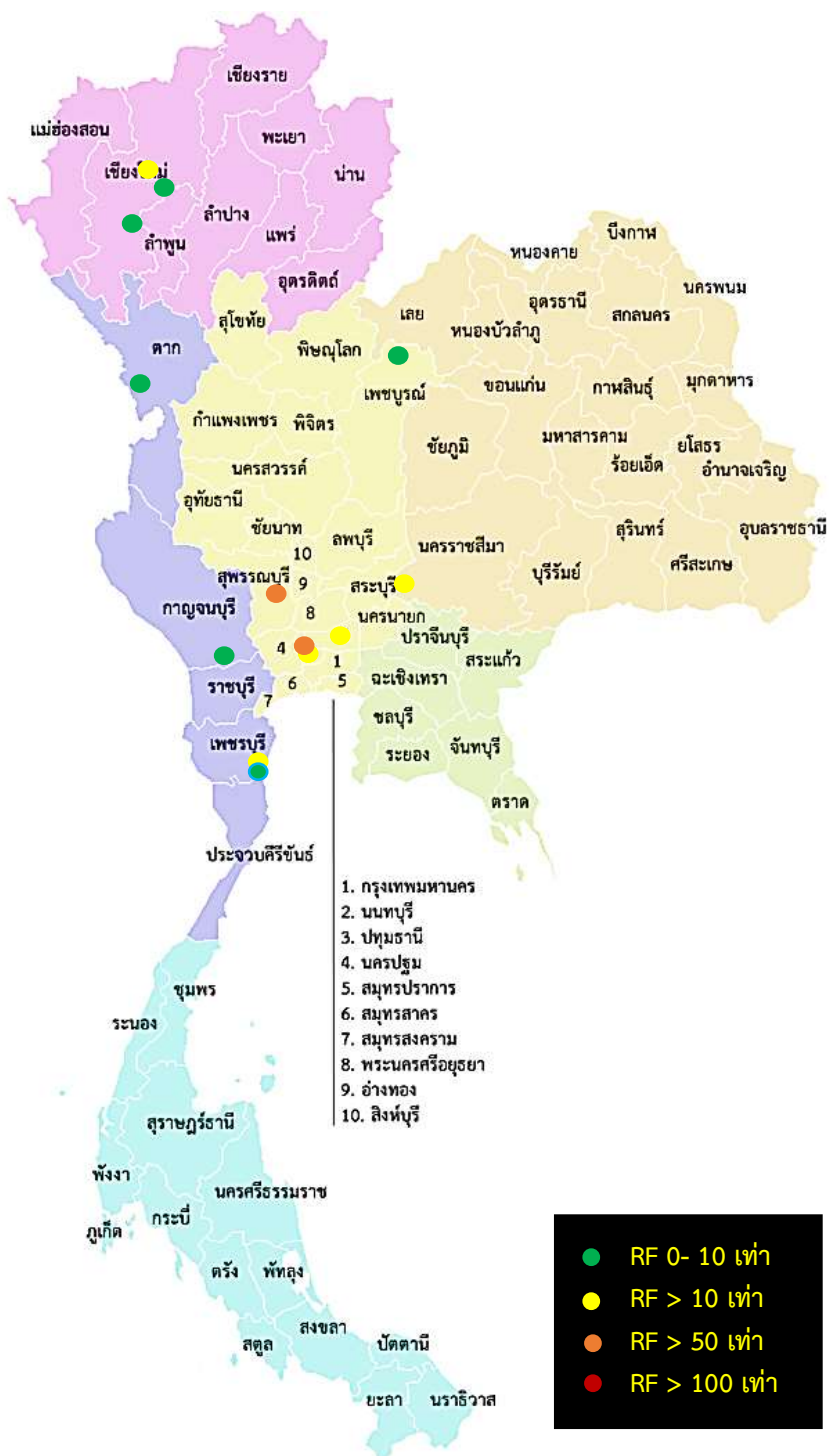 เชียงราย
แม่ฮ่องสอน
พะเยา
เชียงใหม่
น่าน
ลำปาง
ลำพูน
แพร่
อุตรดิตถ์
บึงกาฬ
หนองคาย
นครพนม
อุดรธานี
เลย
สกลนคร
สุโขทัย
หนองบัวลำภู
ตาก
พิษณุโลก
ขอนแก่น
กาฬสินธุ์
มุกดาหาร
เพชบูรณ์
กำแพงเพชร
พิจิตร
ชัยภูมิ
มหาสารคาม
ยโสธร
ร้อยเอ็ด
อำนาจเจริญ
นครสวรรค์
อุทัยธานี
ชัยนาท
ลพบุรี
นครราชสีมา
สุรินทร์
อุบลราชธานี
10
สุพรรณบุรี
9
สระบุรี
บุรีรัมย์
ศรีสะเกษ
กาญจนบุรี
8
นครนายก
ปราจีนบุรี
4
1
สระแก้ว
ราชบุรี
6
5
ฉะเชิงเทรา
7
ชลบุรี
เพชรบุรี
ระยอง
จันทบุรี
ตราด
ประจวบคีรีขันธ์
1. กรุงเทพมหานคร
2. นนทบุรี
3. ปทุมธานี
4. นครปฐม
5. สมุทรปราการ
6. สมุทรสาคร
7. สมุทรสงคราม
8. พระนครศรีอยุธยา
9. อ่างทอง
10. สิงห์บุรี
ชุมพร
ระนอง
สุราษฎร์ธานี
พังงา
นครศรีธรรมราช
กระบี่
ภูเก็ต
ตรัง
พัทลุง
สงขลา
สตูล
ปัตตานี
ยะลา
นราธิวาส
RF 0- 10 เท่า
RF > 10 เท่า
RF > 50 เท่า
RF > 100 เท่า